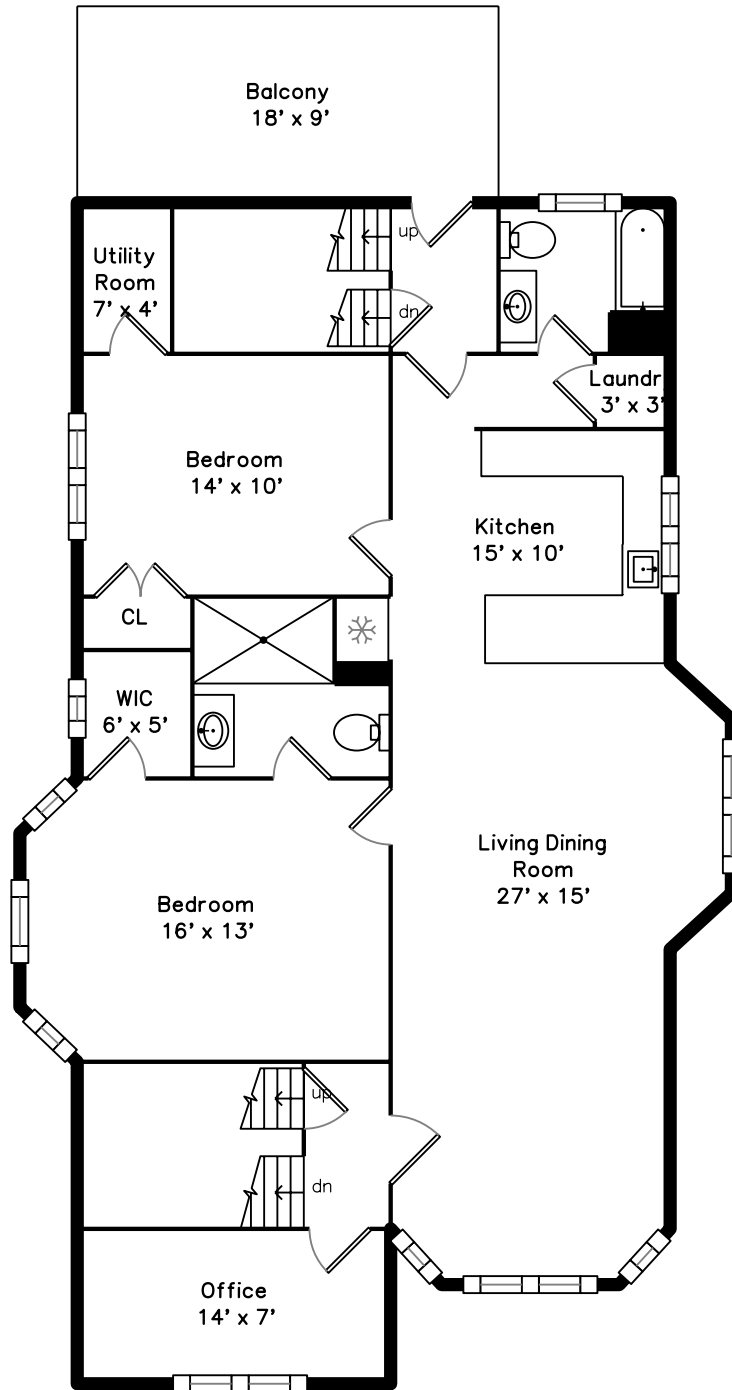 Balcony
18' x 9'
Utility
Room
7' x 4'
up
dn
Laundr
3' x 3'
Bedroom
14' x 10'
Kitchen
15' x 10'
CL
WIC
6' x 5'
Living Dining
Room
27' x 15'
Bedroom
16' x 13'
up
dn
Office
14' x 7'